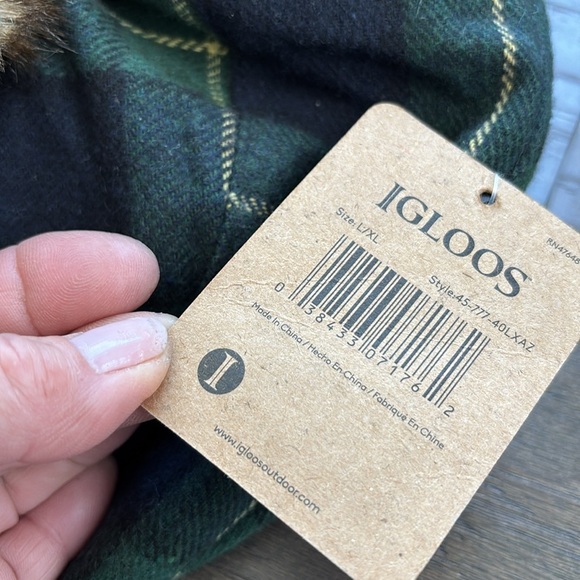 RN47648
IGLOOS
Size: L/XL
Style:45-777-40LXAZ
0 38433 07176 2
Made In China / Hecho En China / Fabriqué En Chine
I
www.igloosoutdoor.com